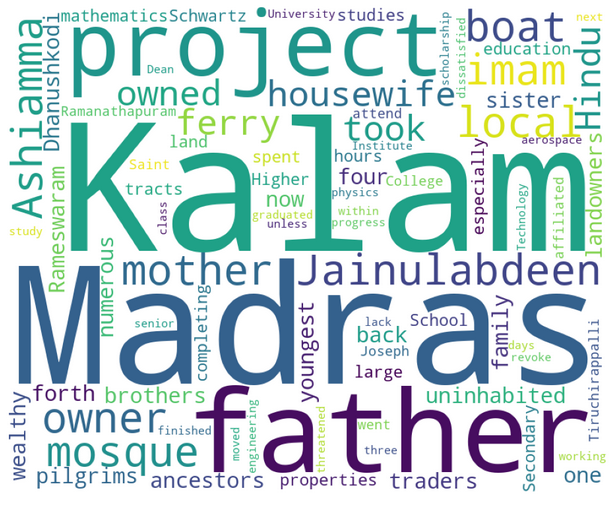 mathematics Schwartz University studies
project boat
Dean scholarship dissatisfied education next
Ashiamma Dhanushkodi owned housewife imam sister Hindu
Ramanathapuram ferry attend took local
land Institute aerospace
Kalam
Saint spent hours especially landowners
tracts Higher four College physics affiliated Technology
Rameswaram class now within
graduated progress
study numerous unless
mother Jainulabdeen
Madras
completing youngest School family
senior lack back days
Joseph revoke
large Tiruchirappalli
forth brothers father uninhabited
wealthy owner finished moved engineering threatened went Secondary
mosque three working
pilgrims ancestors properties traders one